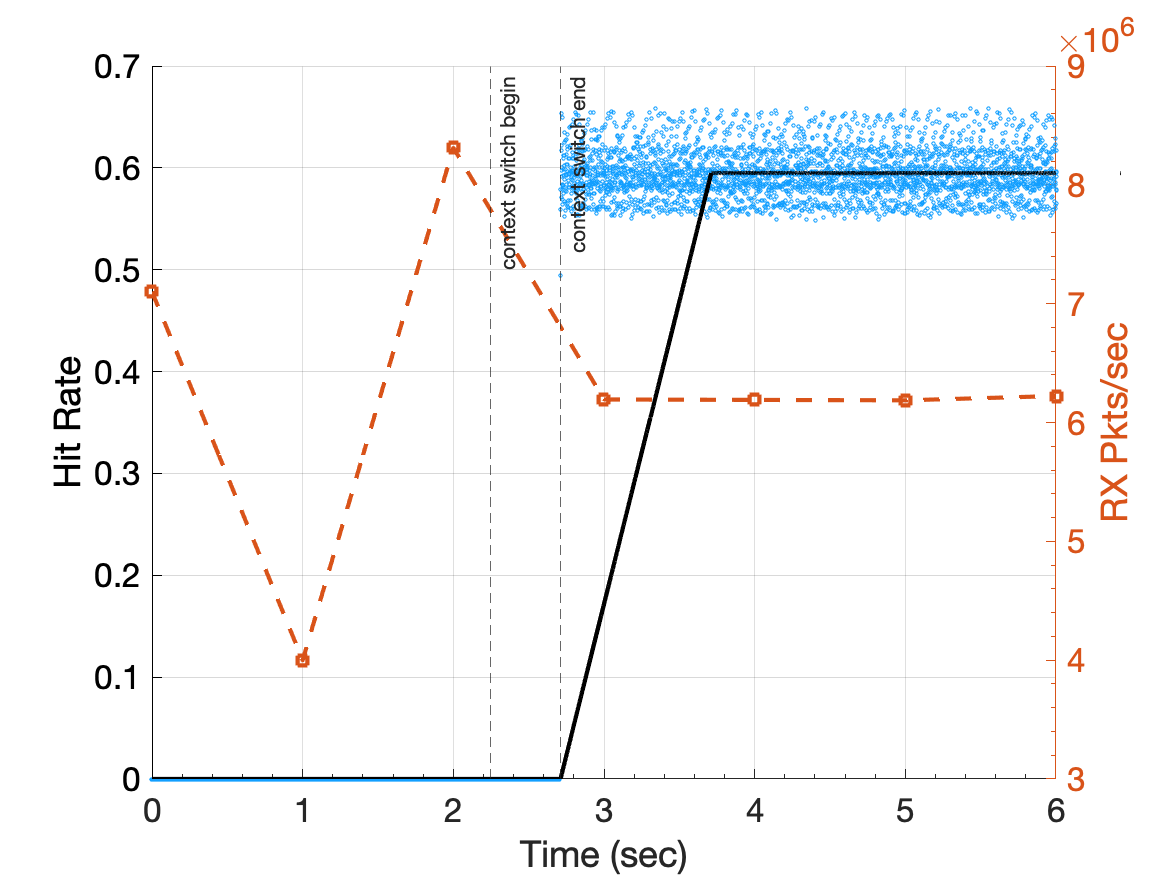 ×10⁶
0.7
0.6
0.5
0.4
0.3
0.2
0.1
0
Hit Rate
context switch begin
context switch end
9
8
7
6
5
4
3
RX Pkts/sec
0 1 2 3 4 5 6
Time (sec)